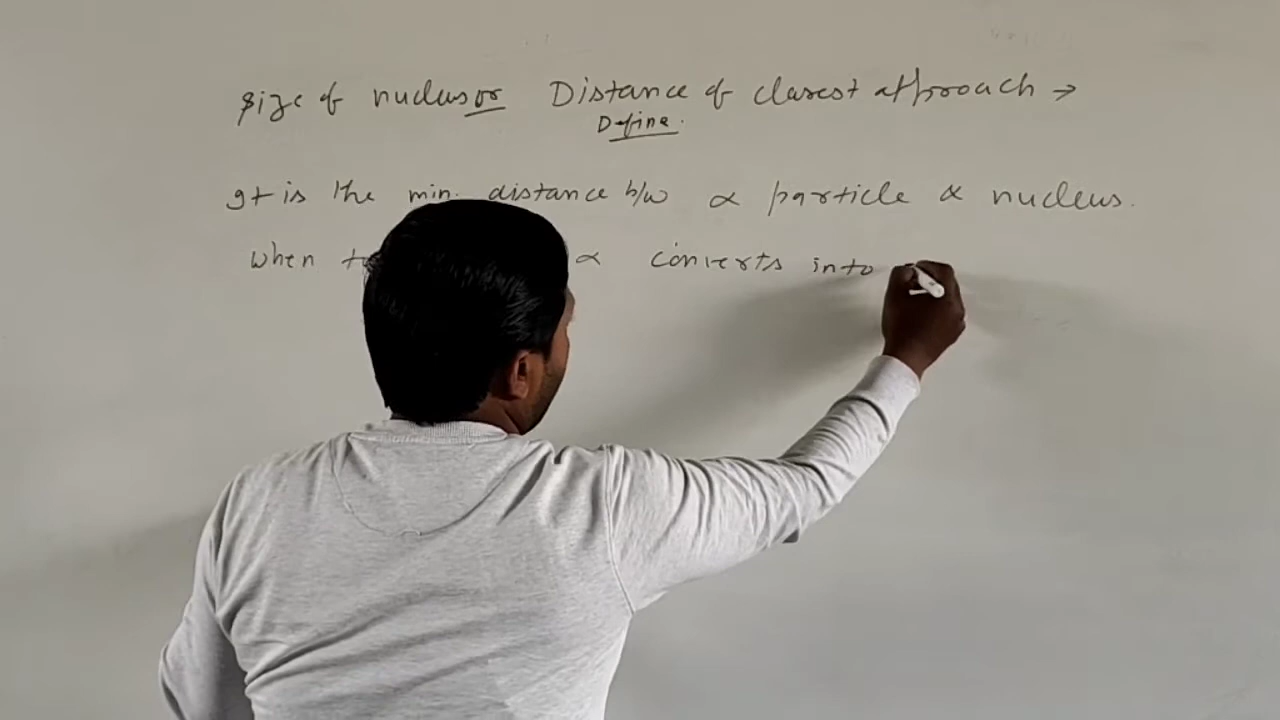 Size of nucleus or Distance of closest approach →
Define.
It is the min. distance b/w α particle & nucleus.
When α converts into